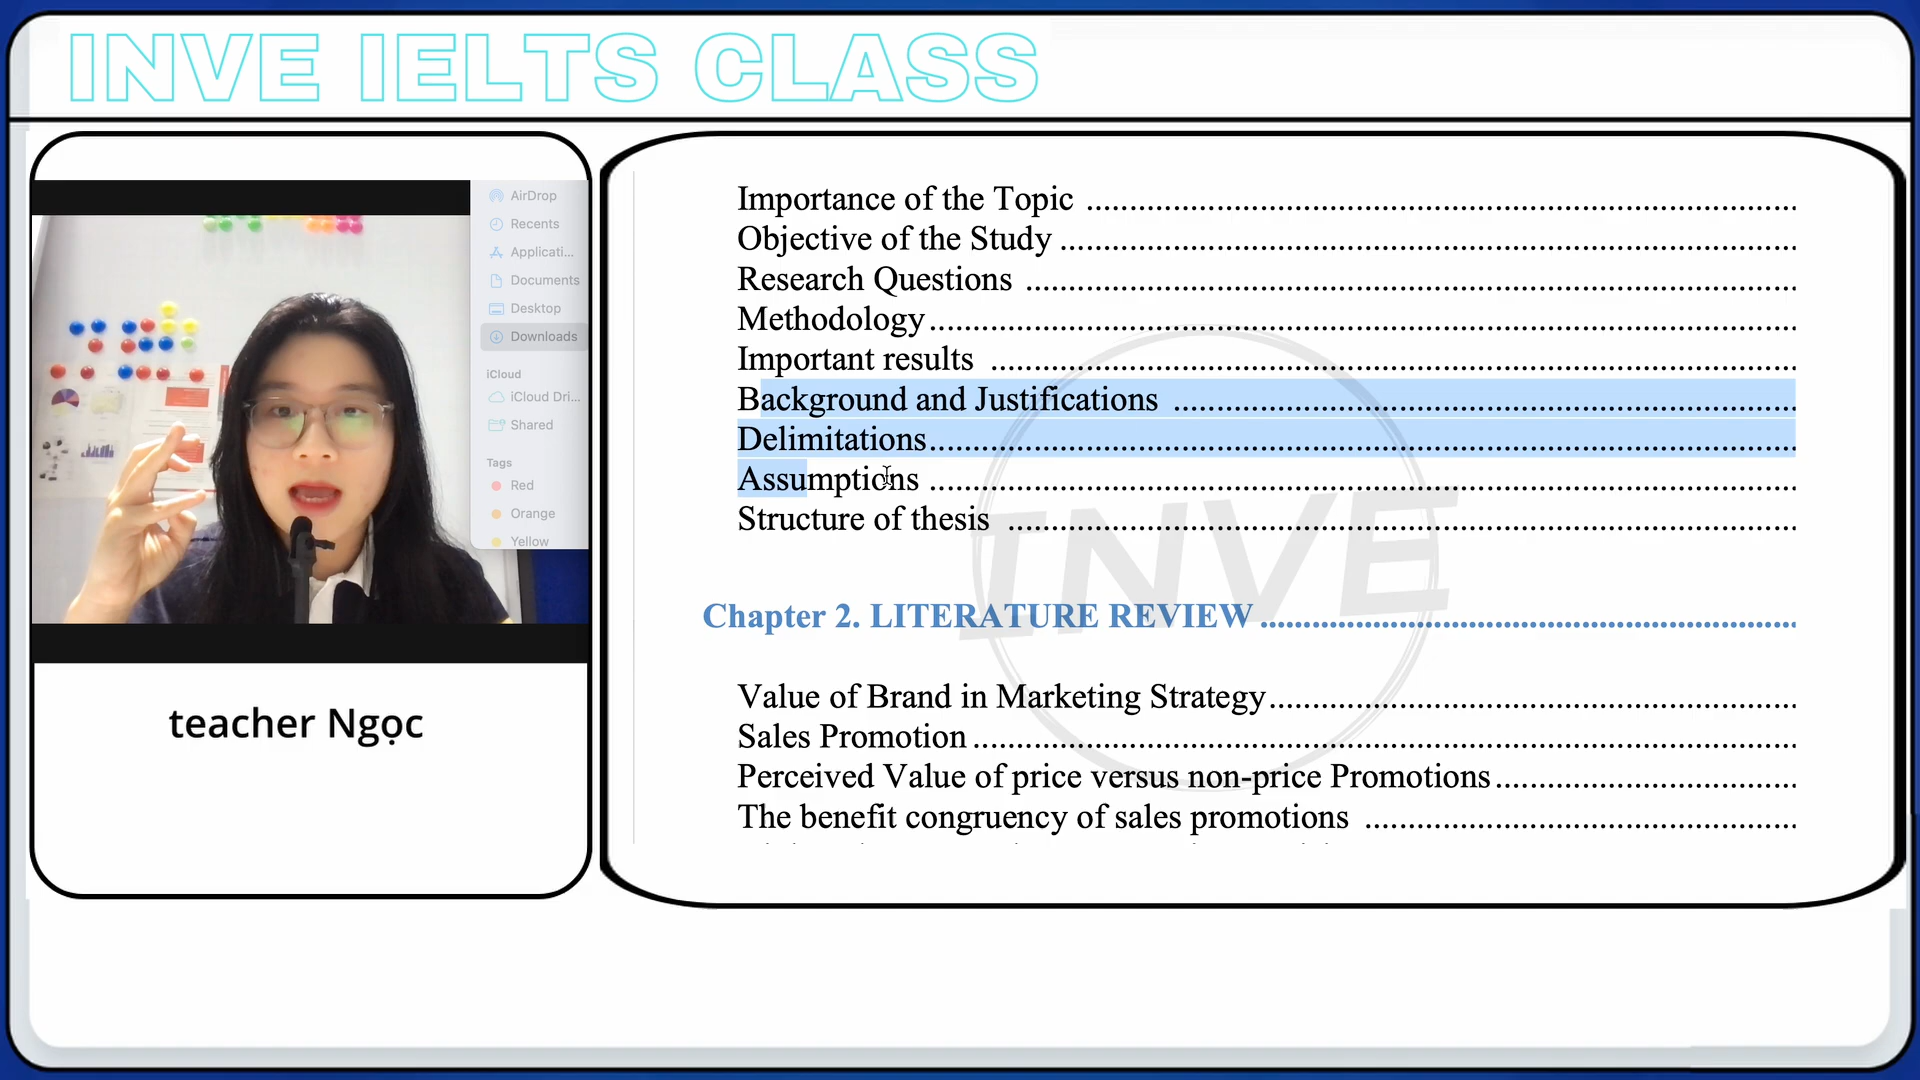 INVE IELTS CLASS
AirDrop
Recents
Applicati...
Documents
Desktop
Downloads
iCloud
iCloud Dri...
Shared
Tags
Red
Orange
Yellow
teacher Ngọc
Importance of the Topic
Objective of the Study
Research Questions
Methodology
Important results
Background and Justifications
Delimitations
Assumptions
Structure of thesis
Chapter 2. LITERATURE REVIEW
Value of Brand in Marketing Strategy
Sales Promotion
Perceived Value of price versus non-price Promotions
The benefit congruency of sales promotions
INVE